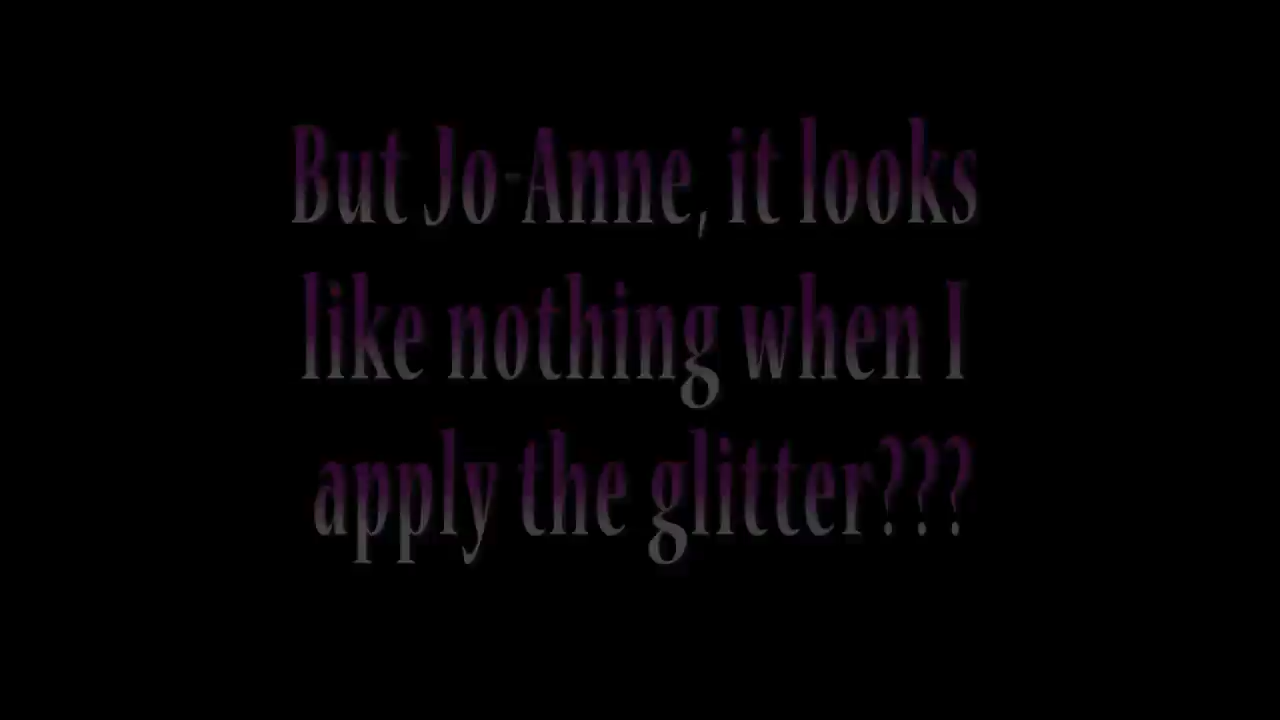 But Jo-Anne, it looks
like nothing when I
apply the glitter???